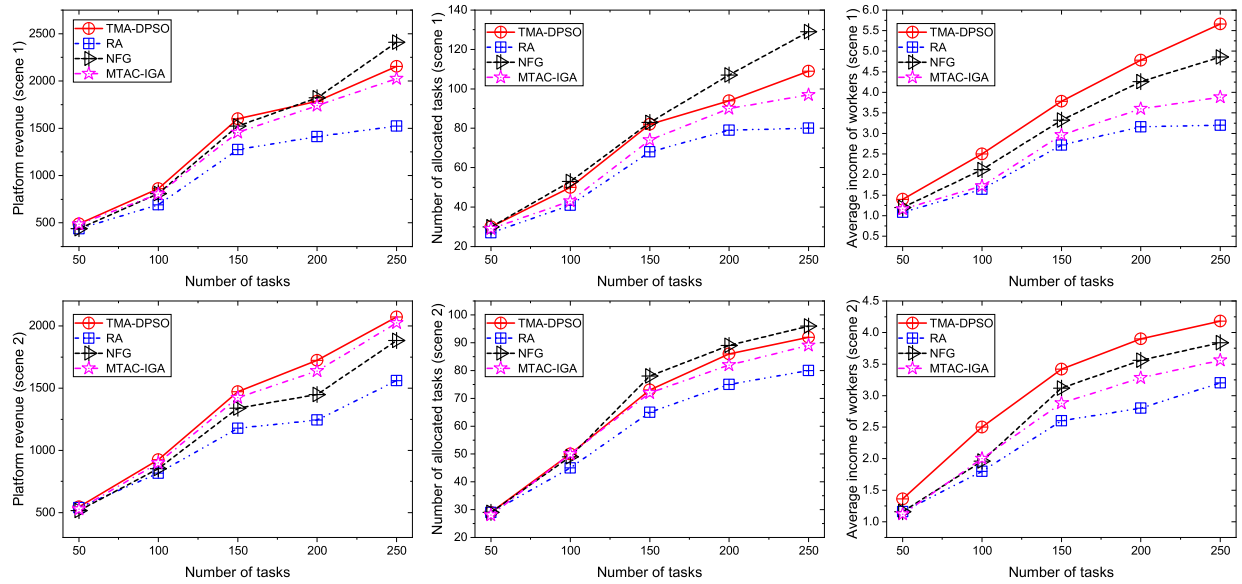 Platform revenue (scene 1)
2500
2000
1500
1000
500
TMA-DPSO
RA
NFG
MTAC-IGA
50 100 150 200 250
Number of tasks
Number of allocated tasks (scene 1)
140
120
100
80
60
40
20
TMA-DPSO
RA
NFG
MTAC-IGA
50 100 150 200 250
Number of tasks
Average income of workers (scene 1)
6.0
5.5
5.0
4.5
4.0
3.5
3.0
2.5
2.0
1.5
1.0
0.5
TMA-DPSO
RA
NFG
MTAC-IGA
50 100 150 200 250
Number of tasks
Platform revenue (scene 2)
2000
1500
1000
500
TMA-DPSO
RA
NFG
MTAC-IGA
50 100 150 200 250
Number of tasks
Number of allocated tasks (scene 2)
100
90
80
70
60
50
40
30
20
TMA-DPSO
RA
NFG
MTAC-IGA
50 100 150 200 250
Number of tasks
Average income of workers (scene 2)
4.5
4.0
3.5
3.0
2.5
2.0
1.5
1.0
TMA-DPSO
RA
NFG
MTAC-IGA
50 100 150 200 250
Number of tasks